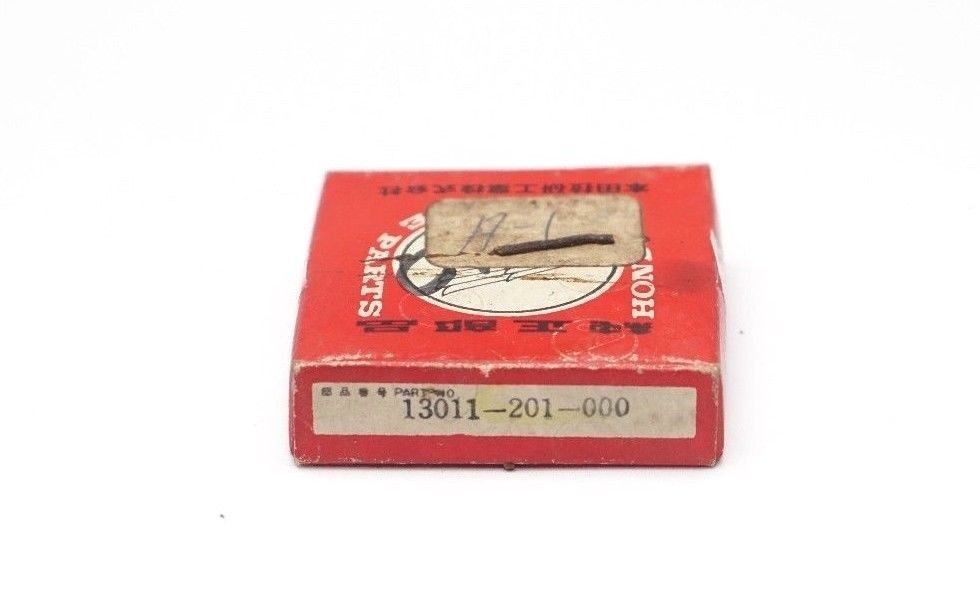 本田技研工業株式会社
HON
E PARTS
純正部品
A-1
部品番号 PART NO.
13011-201-000